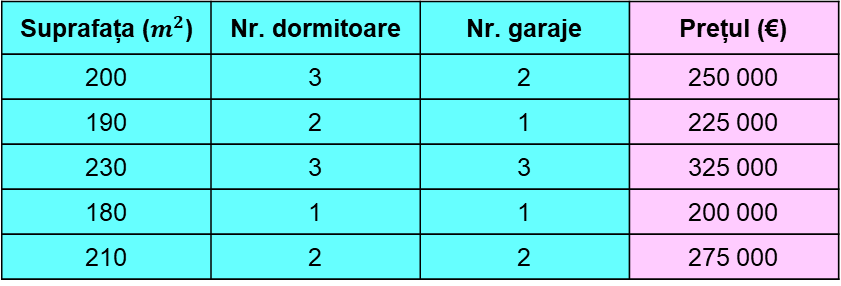 Suprafața (m²) Nr. dormitoare Nr. garaje Prețul (€)
200 3 2 250 000
190 2 1 225 000
230 3 3 325 000
180 1 1 200 000
210 2 2 275 000